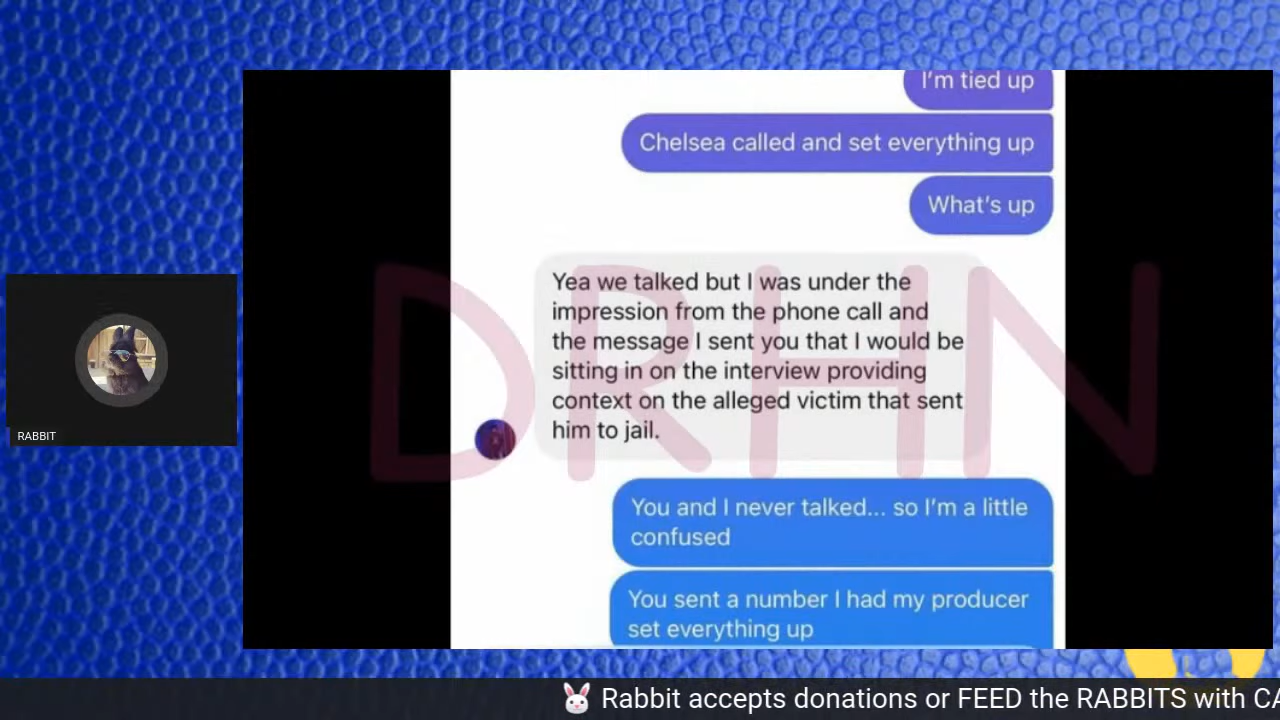 I'm tied up
Chelsea called and set everything up
What's up
Yea we talked but I was under the
impression from the phone call and
the message I sent you that I would be
sitting in on the interview providing
context on the alleged victim that sent
him to jail.
DRHN
You and I never talked... so I'm a little
confused
You sent a number I had my producer
set everything up
RABBIT
🐰 Rabbit accepts donations or FEED the RABBITS with CA